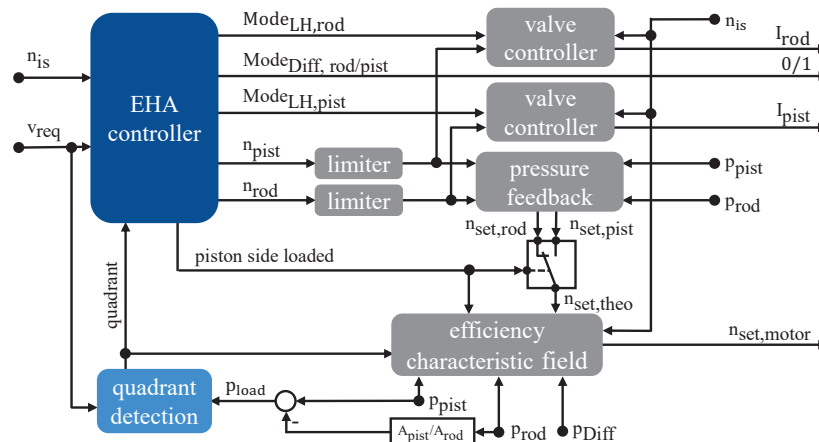 Mode_LH,rod
valve
controller
n_is
I_rod
n_is
EHA
controller
Mode_Diff, rod/pist
0/1
Mode_LH,pist
valve
controller
I_pist
v_req
n_pist
limiter
pressure
feedback
p_pist
n_rod
limiter
p_rod
n_set,rod
n_set,pist
piston side loaded
quadrant
n_set,theo
efficiency
characteristic field
n_set,motor
quadrant
detection
p_load
-
p_pist
A_pist/A_rod
p_rod
p_Diff